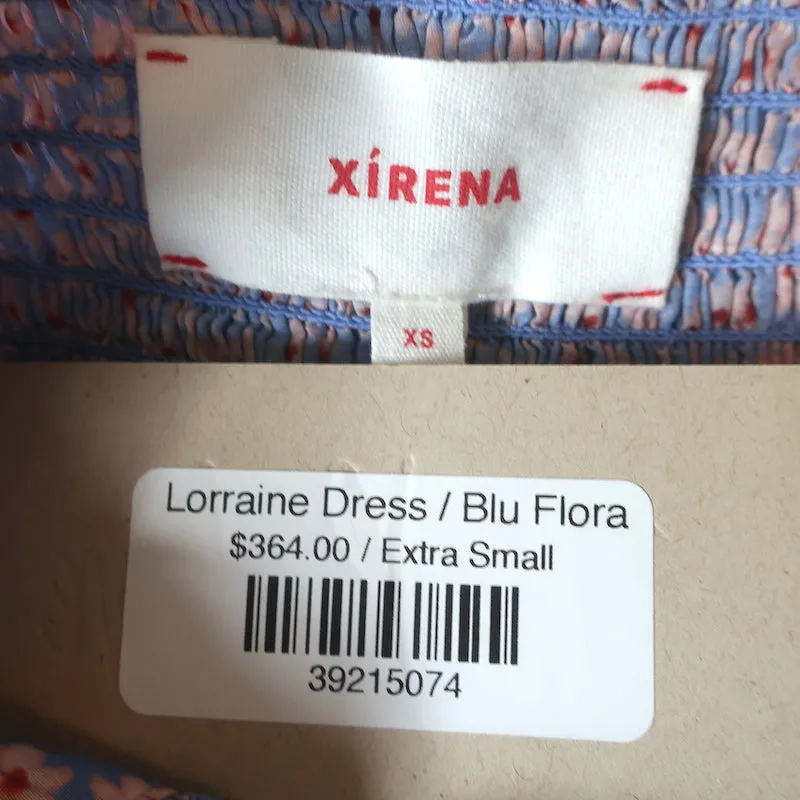 XÍRENA
XS
Lorraine Dress / Blu Flora
$364.00 / Extra Small
39215074